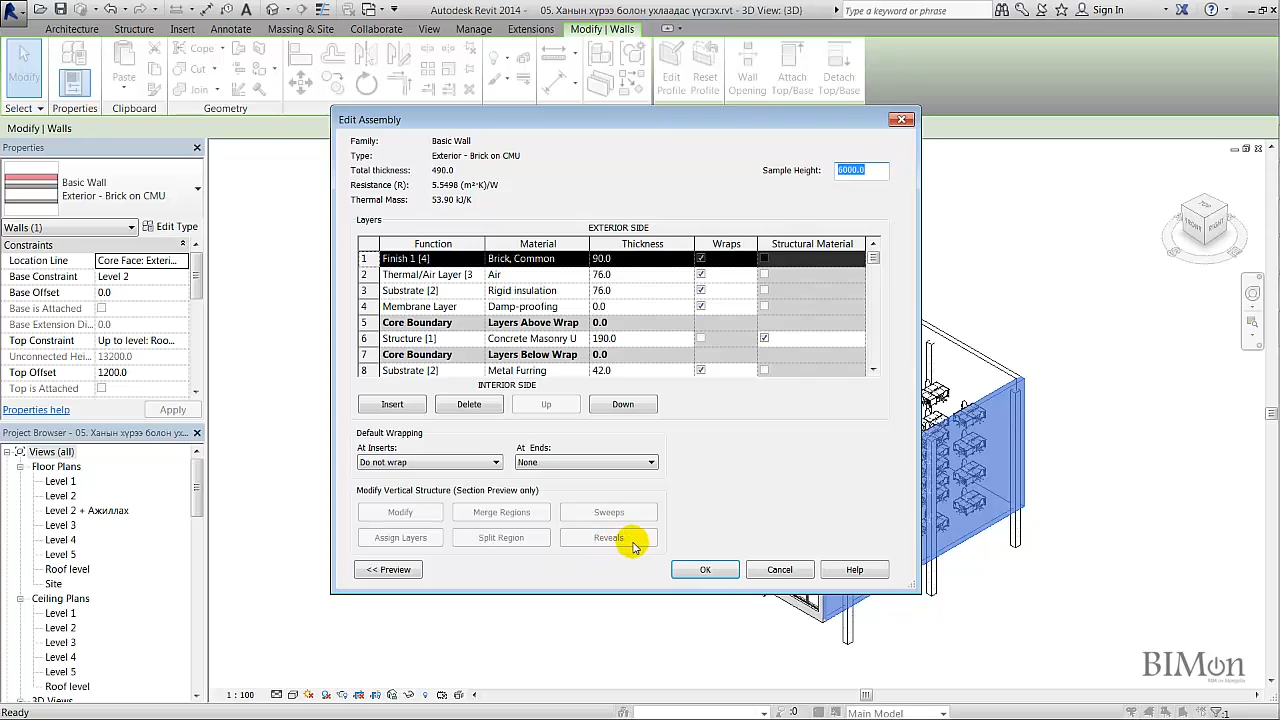 Autodesk Revit 2014 - 05. Ханын хүрээ болон ухлаадас үүсгэх.rvt - 3D View: {3D}
Type a keyword or phrase
Sign In
Architecture Structure Insert Annotate Massing & Site Collaborate View Manage Extensions Modify | Walls
Modify Paste Cope Cut Join Edit Profile Reset Profile Wall Opening Attach Top/Base Detach Top/Base
Select Properties Clipboard Geometry
Modify | Walls
Properties
Basic Wall
Exterior - Brick on CMU
Walls (1) Edit Type
Constraints
Location Line Core Face: Exteri...
Base Constraint Level 2
Base Offset 0.0
Base is Attached
Base Extension Di... 0.0
Top Constraint Up to level: Roo...
Unconnected Hei... 13200.0
Top Offset 1200.0
Top is Attached
Properties help Apply
Project Browser - 05. Ханын хүрээ болон ух...
Views (all)
Floor Plans
Level 1
Level 2
Level 2 + Ажиллах
Level 3
Level 4
Level 5
Roof level
Site
Ceiling Plans
Level 1
Level 2
Level 3
Level 4
Level 5
Roof level
3D Views
Edit Assembly
Family: Basic Wall
Type: Exterior - Brick on CMU
Total thickness: 490.0 Sample Height: 6000.0
Resistance (R): 5.5498 (m²·K)/W
Thermal Mass: 53.90 kJ/K
Layers
EXTERIOR SIDE
Function Material Thickness Wraps Structural Material
1 Finish 1 [4] Brick, Common 90.0
2 Thermal/Air Layer [3 Air 76.0
3 Substrate [2] Rigid insulation 76.0
4 Membrane Layer Damp-proofing 0.0
5 Core Boundary Layers Above Wrap 0.0
6 Structure [1] Concrete Masonry U 190.0
7 Core Boundary Layers Below Wrap 0.0
8 Substrate [2] Metal Furring 42.0
INTERIOR SIDE
Insert Delete Up Down
Default Wrapping
At Inserts: At Ends:
Do not wrap None
Modify Vertical Structure (Section Preview only)
Modify Merge Regions Sweeps
Assign Layers Split Region Reveals
<< Preview OK Cancel Help
TOP
FRONT RIGHT
BIMon
1 : 100
Ready :0 Main Model :1